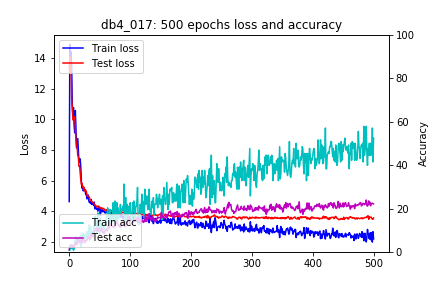 db4_017: 500 epochs loss and accuracy
Train loss
Test loss
Train acc
Test acc
Loss
14
12
10
8
6
4
2
100
80
60
40
20
0
Accuracy
0 100 200 300 400 500